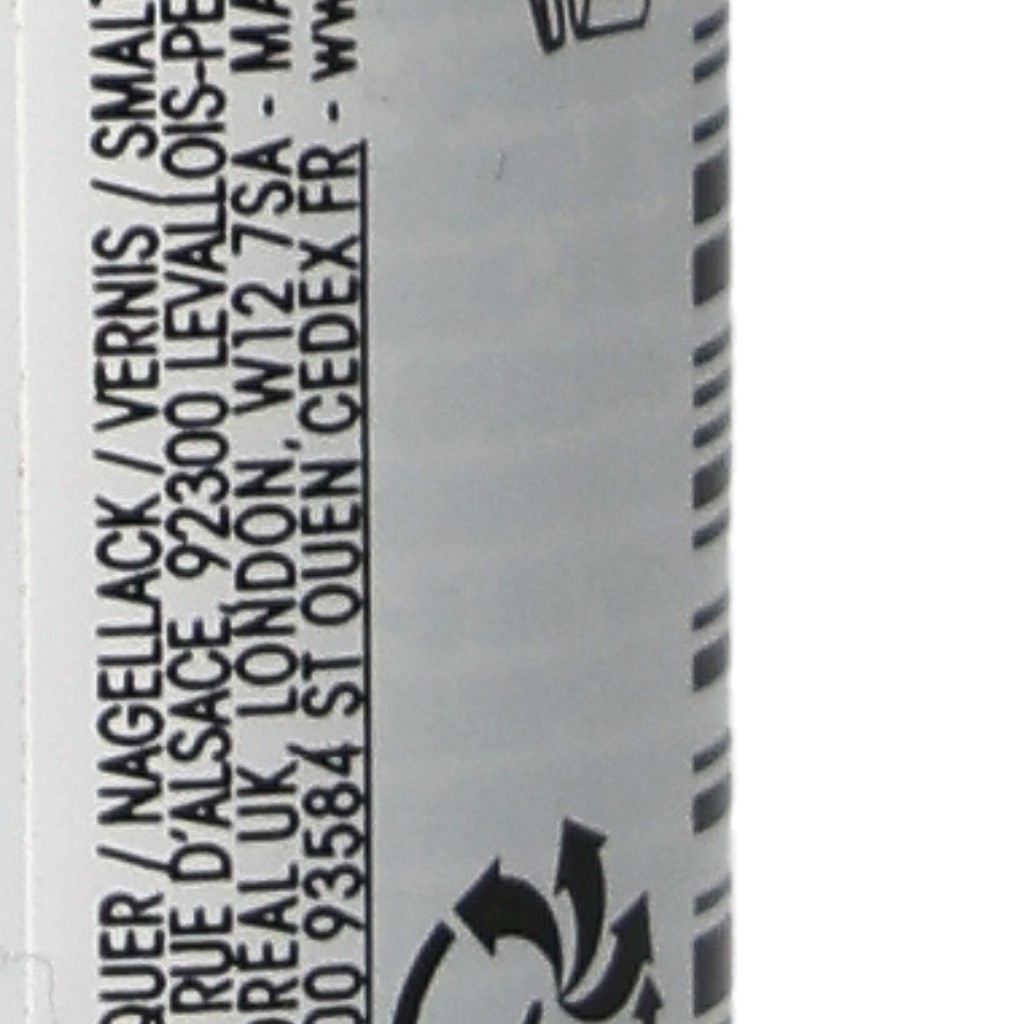 QUER / NAGELLACK / VERNIS / SMAL
RUE D'ALSACE, 92300 LEVALLOIS-PE
ORÉAL UK, LONDON, W12 7SA - MA
00 93584 ST OUEN CEDEX FR - WW